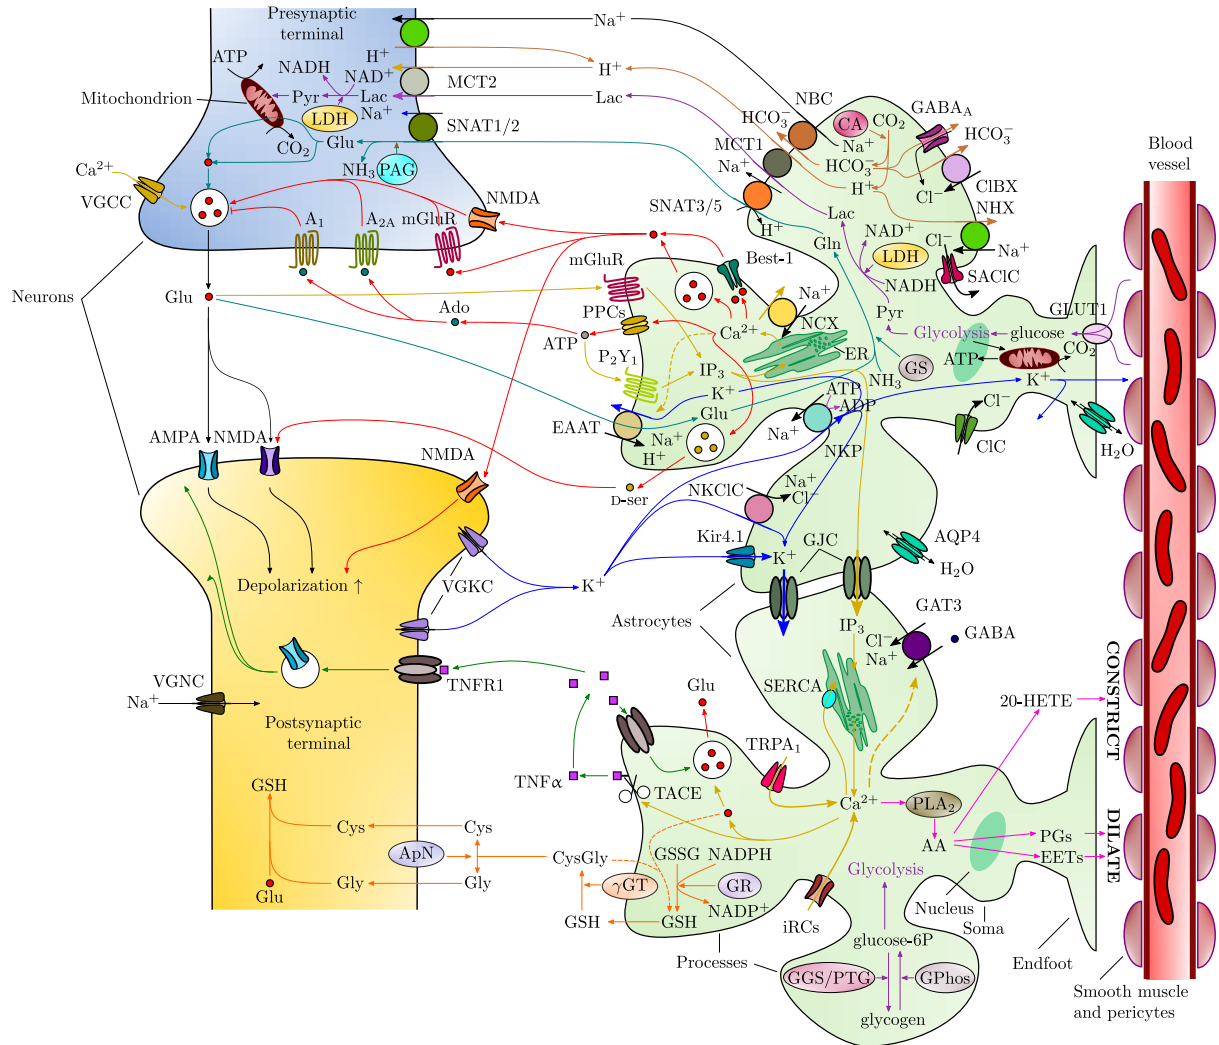 Presynaptic
terminal
Na⁺
ATP
H⁺
H⁺
NADH
NAD⁺
MCT2
Mitochondrion
Pyr
Lac
Lac
LDH
Na⁺
SNAT1/2
CO₂
Glu
NH₃
PAG
Ca²⁺
VGCC
A₁
A₂A
mGluR
NMDA
NBC
HCO₃⁻
CA
CO₂
GABA_A
HCO₃⁻
Na⁺
MCT1
HCO₃⁻
Na⁺
H⁺
Cl⁻
ClBX
SNAT3/5
NHX
H⁺
Lac
Gln
NAD⁺
Cl⁻
Na⁺
LDH
NADH
SAClC
Blood
vessel
Neurons
Glu
Ado
ATP
mGluR
Best-1
PPCs
Na⁺
Ca²⁺
NCX
P₂Y₁
ER
IP₃
K⁺
Glu
EAAT
Na⁺
H⁺
Pyr
Glycolysis
glucose
GLUT1
ATP
CO₂
GS
NH₃
K⁺
ATP
ADP
Na⁺
NKP
Cl⁻
ClC
H₂O
AMPA
NMDA
NMDA
D-ser
NKClC
Na⁺
Cl⁻
Kir4.1
K⁺
GJC
AQP4
H₂O
VGKC
Depolarization ↑
K⁺
Astrocytes
IP₃
GAT3
Cl⁻
Na⁺
GABA
VGNC
Na⁺
TNFR1
Postsynaptic
terminal
Glu
SERCA
TRPA₁
20-HETE
CONSTRICT
TNFα
TACE
Ca²⁺
PLA₂
AA
PGs
EETs
DILATE
GSH
Cys
Cys
ApN
Gly
Gly
Glu
CysGly
γGT
GSH
GSSG
NADPH
GR
NADP⁺
GSH
Glycolysis
iRCs
Nucleus
Soma
Endfoot
glucose-6P
Processes
GGS/PTG
GPhos
glycogen
Smooth muscle
and pericytes